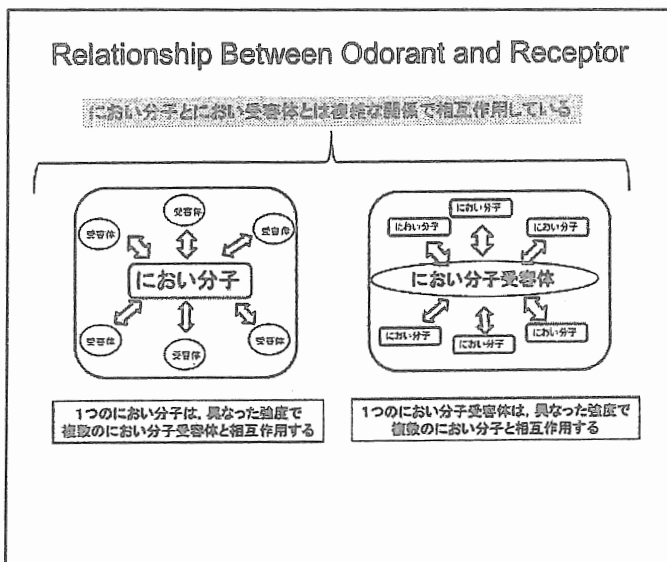 Relationship Between Odorant and Receptor
におい分子とにおい受容体とは複雑な関係で相互作用している
受容体
受容体
受容体
におい分子
受容体
受容体
受容体
におい分子
におい分子
におい分子
におい分子受容体
におい分子
におい分子
におい分子
1つのにおい分子は，異なった強度で
複数のにおい分子受容体と相互作用する
1つのにおい分子受容体は，異なった強度で
複数のにおい分子と相互作用する